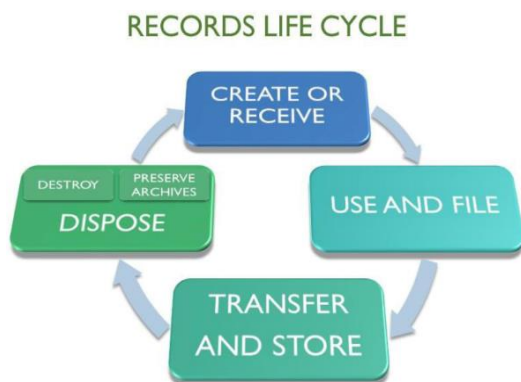 RECORDS LIFE CYCLE
CREATE OR
RECEIVE
USE AND FILE
TRANSFER
AND STORE
DESTROY
PRESERVE
ARCHIVES
DISPOSE